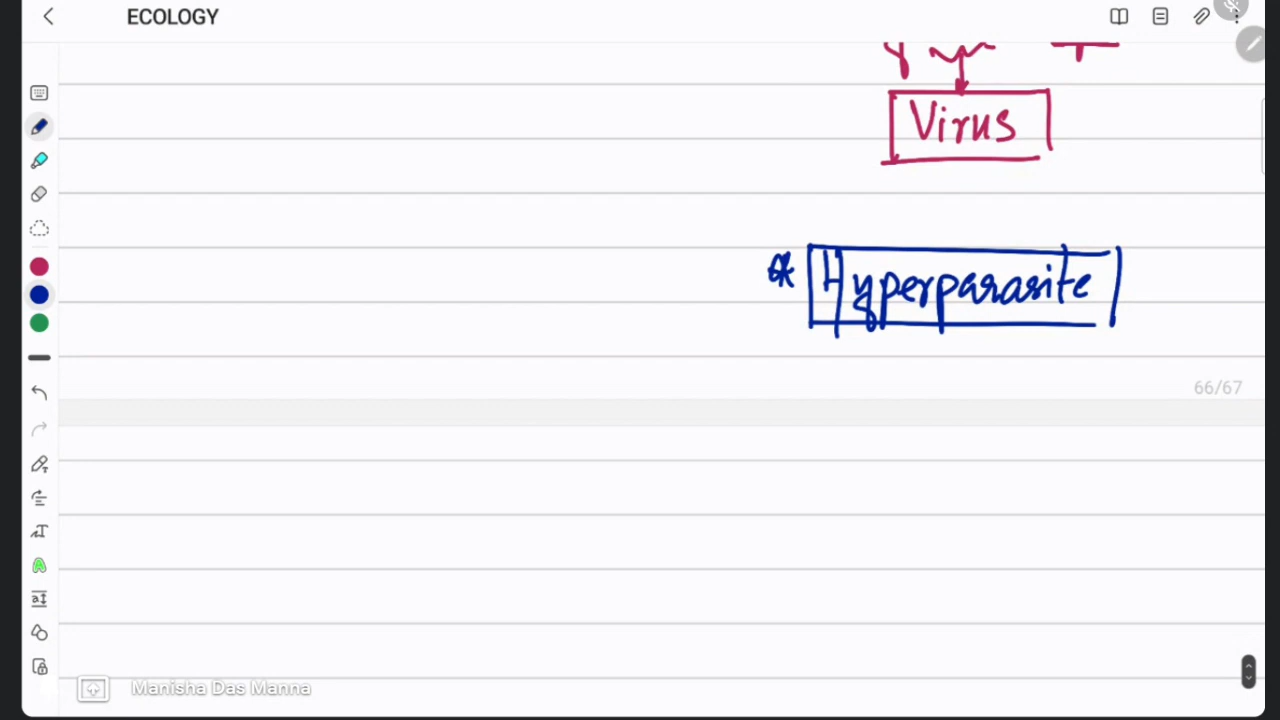 ECOLOGY
Virus
* Hyperparasite
66/67
Manisha Das Manna